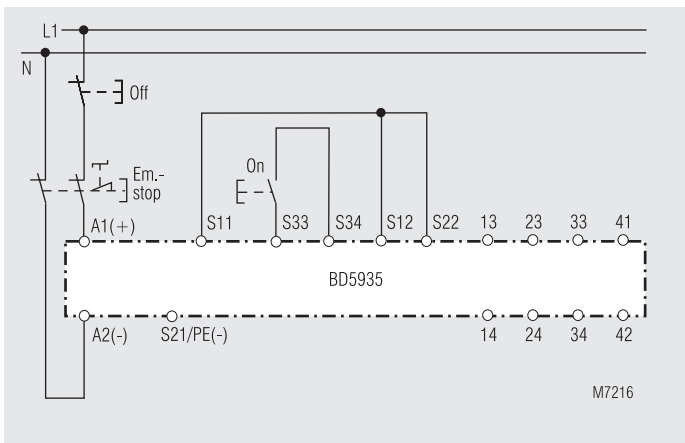 L1
N
Off
Em.-
stop
On
A1(+) S11 S33 S34 S12 S22 13 23 33 41
BD5935
A2(-) S21/PE(-) 14 24 34 42
M7216